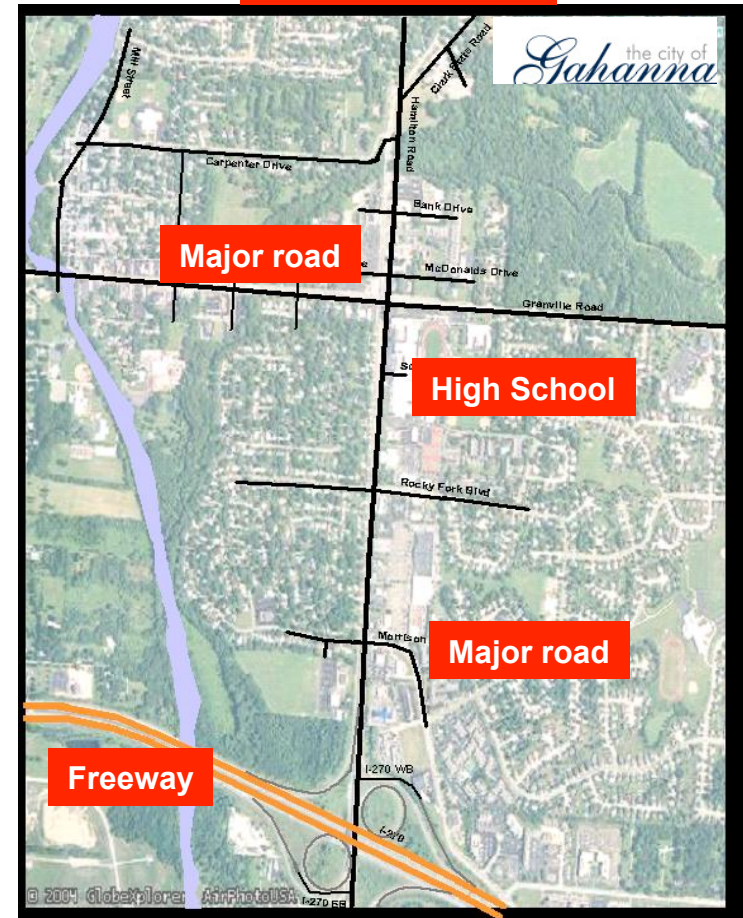 the city of
Gahanna
Mill Street
Clark State Road
Hamilton Road
Carpenter Drive
Bank Drive
Major road
McDonalds Drive
Granville Road
High School
Rocky Fork Blvd
Morrison
Major road
Freeway
I-270 WB
I-270
I-270 EB
© 2004 GlobeXplorer, AirPhotoUSA